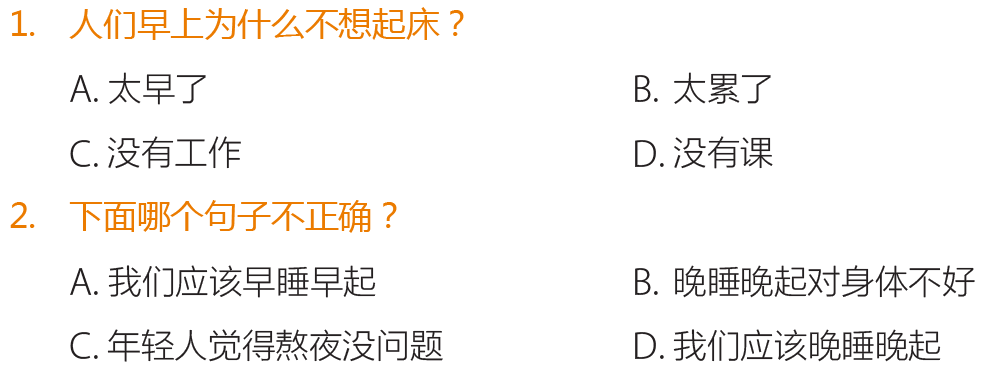 1. 人们早上为什么不想起床？
A. 太早了 B. 太累了
C. 没有工作 D. 没有课
2. 下面哪个句子不正确？
A. 我们应该早睡早起 B. 晚睡晚起对身体不好
C. 年轻人觉得熬夜没问题 D. 我们应该晚睡晚起